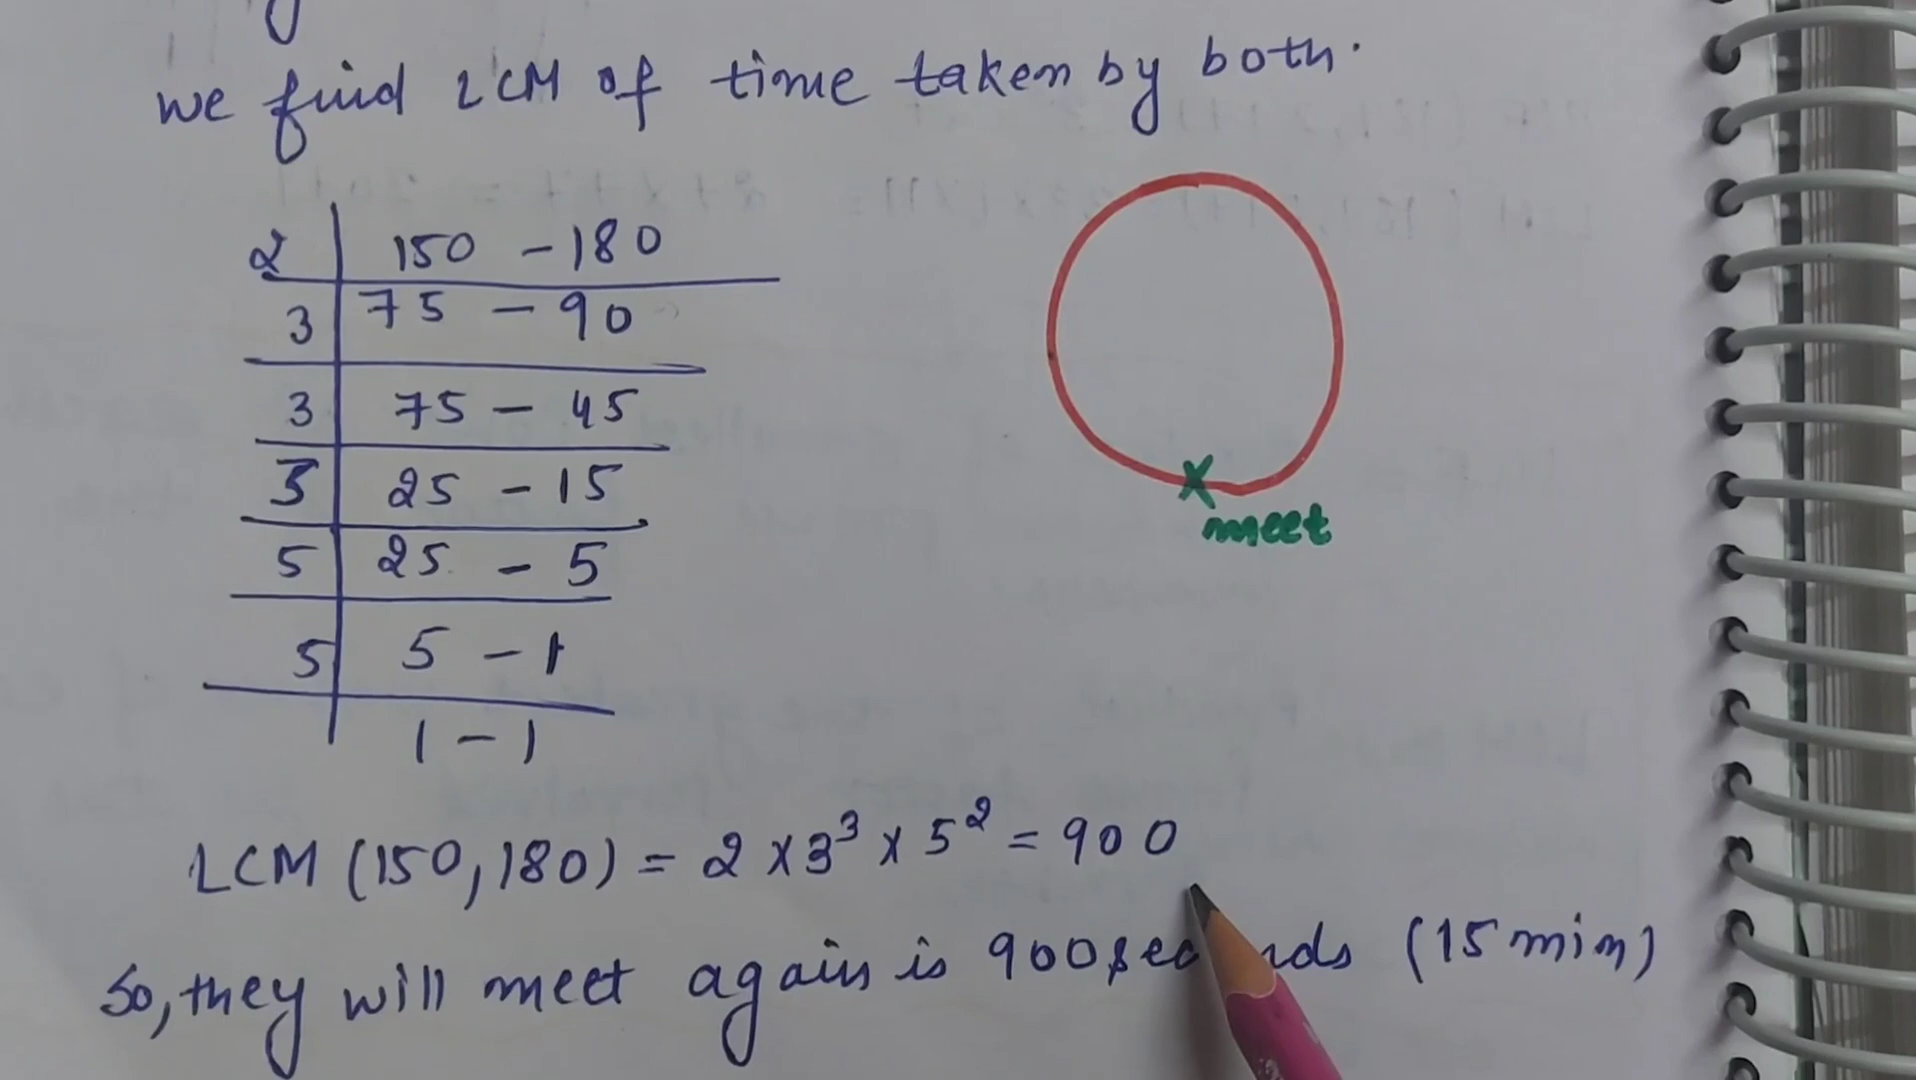 we find LCM of time taken by both.
2 | 150 - 180
3 | 75 - 90
3 | 75 - 45
3 | 25 - 15
5 | 25 - 5
5 | 5 - 1
1 - 1
meet
LCM (150, 180) = 2 x 3³ x 5² = 900
So, they will meet again is 900 seconds (15 min)